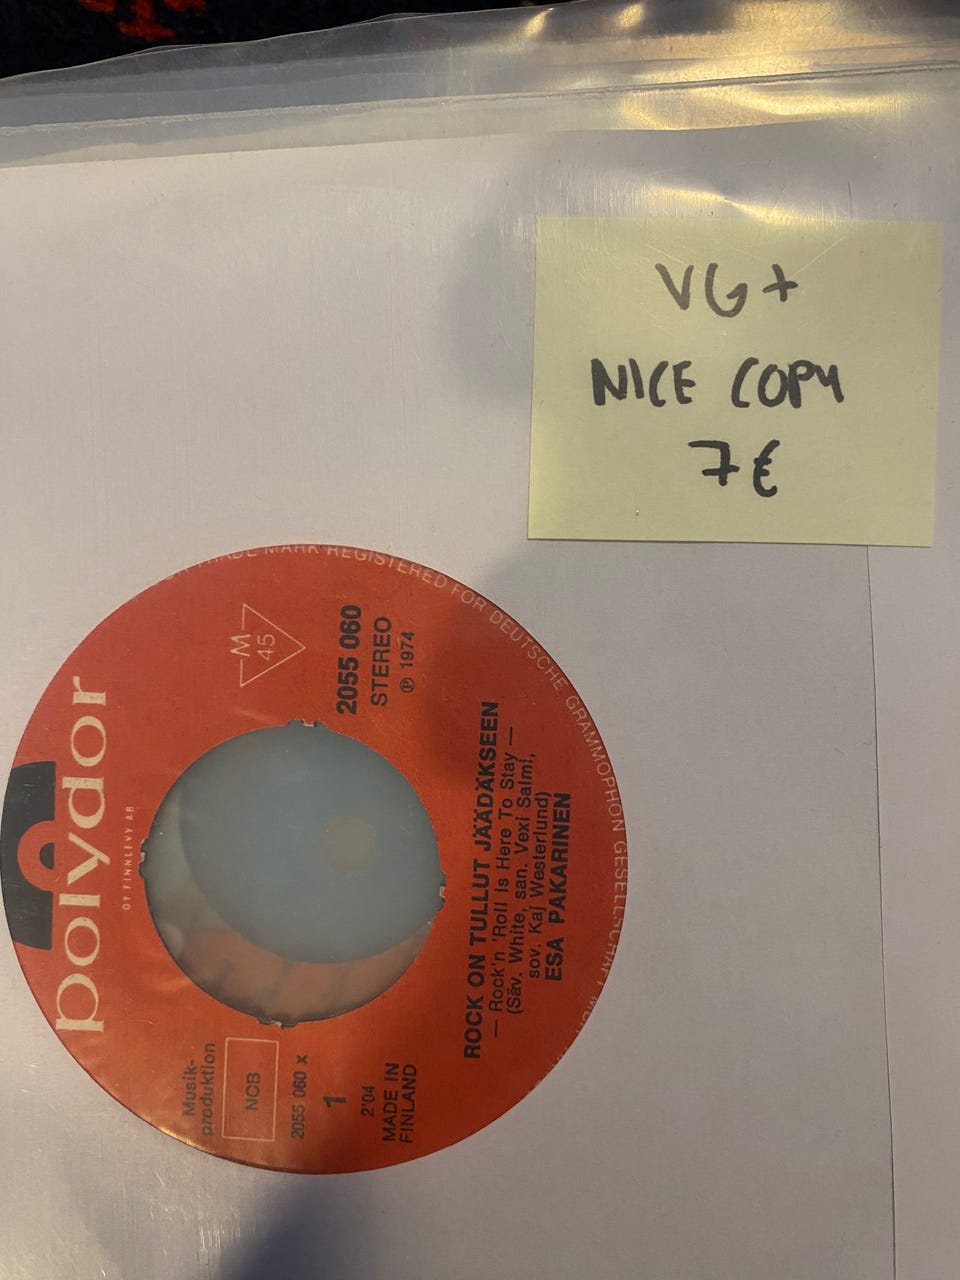 VG+
NICE COPY
7€
polydor
OY FINNLEVY AB
M
45
2055 060
STEREO
℗ 1974
Musik-
produktion
NCB
2055 060 x
1
2'04
MADE IN
FINLAND
ROCK ON TULLUT JÄÄDÄKSEEN
— Rock'n 'Roll Is Here To Stay —
(Säv. White, san. Vexi Salmi,
sov. Kaj Westerlund)
ESA PAKARINEN
TRADE MARK REGISTERED FOR DEUTSCHE GRAMMOPHON GESELLSCHAFT